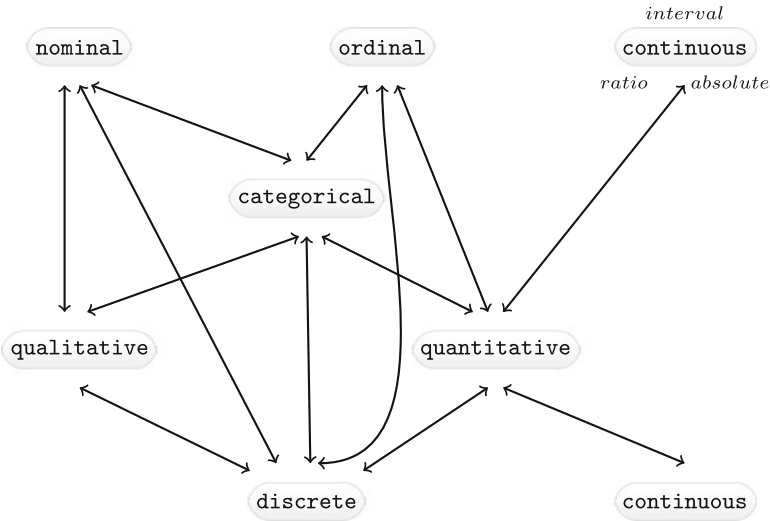 interval
nominal
ordinal
continuous
ratio
absolute
categorical
qualitative
quantitative
discrete
continuous